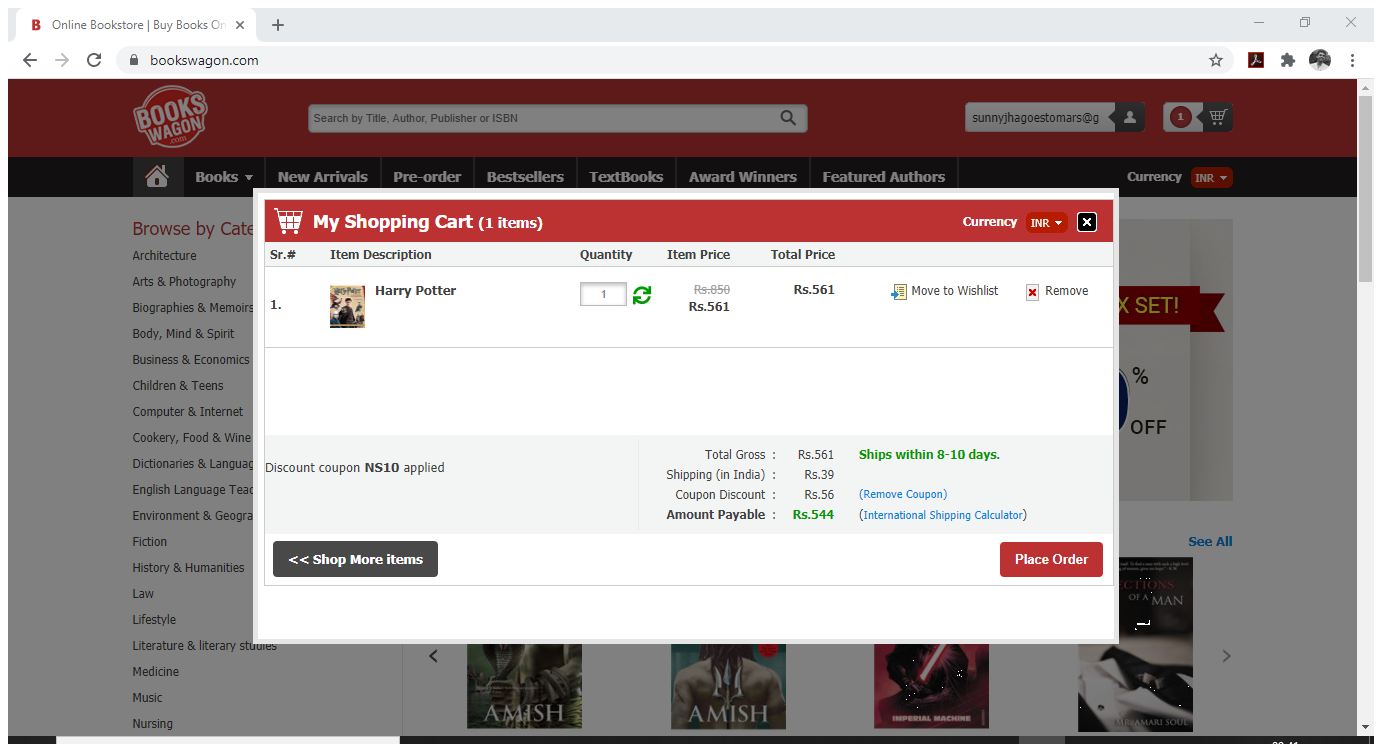 Online Bookstore | Buy Books On
bookswagon.com
BOOKS
WAGON
.com
Search by Title, Author, Publisher or ISBN
sunnyjhagoestomars@g
1
Books New Arrivals Pre-order Bestsellers TextBooks Award Winners Featured Authors Currency INR
My Shopping Cart (1 items) Currency INR
Sr.# Item Description Quantity Item Price Total Price
1. Harry Potter 1 Rs.850 Rs.561 Move to Wishlist Remove
Rs.561
Total Gross : Rs.561 Ships within 8-10 days.
Discount coupon NS10 applied
Shipping (in India) : Rs.39
Coupon Discount : Rs.56 (Remove Coupon)
Amount Payable : Rs.544 (International Shipping Calculator)
<< Shop More items Place Order
Browse by Cate
Architecture
Arts & Photography
Biographies & Memoirs
Body, Mind & Spirit
Business & Economics
Children & Teens
Computer & Internet
Cookery, Food & Wine
Dictionaries & Languag
English Language Teac
Environment & Geogra
Fiction
History & Humanities
Law
Lifestyle
Literature & literary studies
Medicine
Music
Nursing
X SET!
%
OFF
See All
AMISH
AMISH
IMPERIAL MACHINE
ECTIONS
OF A MAN
AMARI SOUL